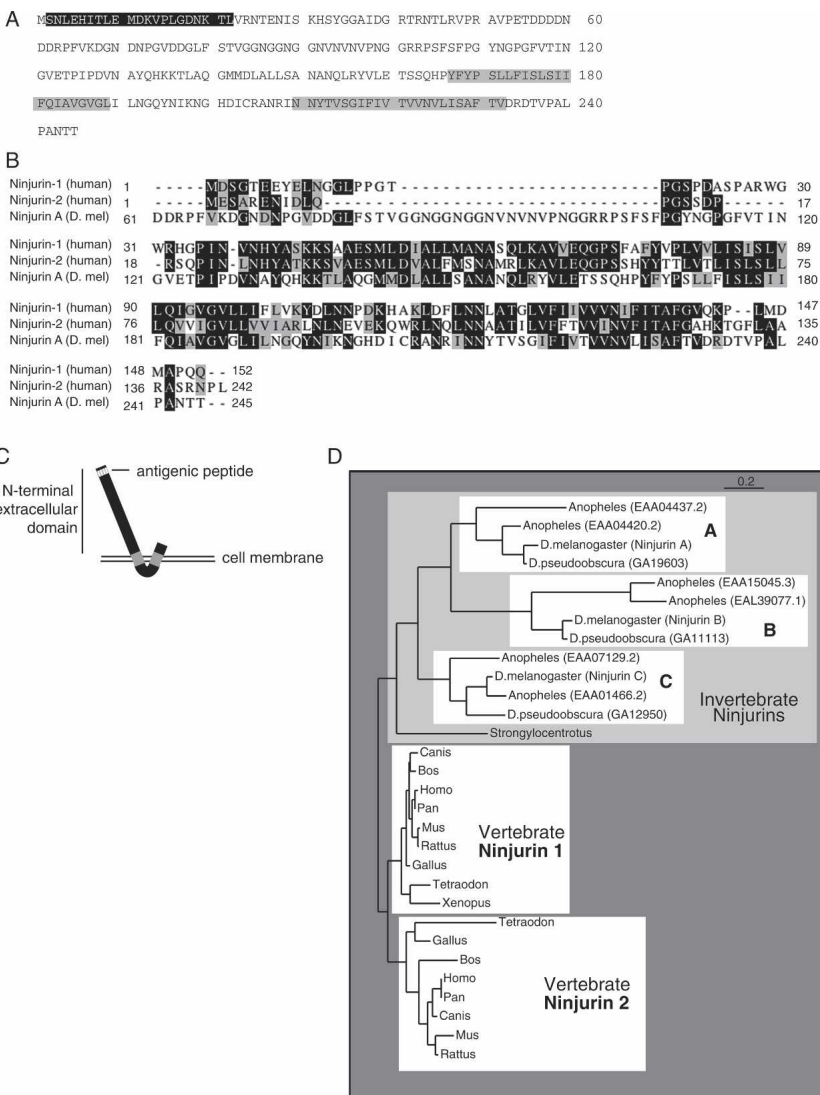 A
MSNLEHITLE MDKVPLGDNK TLVRNTENIS KHSYGGAIDG RTRNTLRVPR AVPETDDDDN 60
DDRPFVKDGN DNPGVDDGLF STVGGNGGNG GNVNVNVPNG GRRPSFSFPG YNGPGFVTIN 120
GVETPIPDVN AYQHKKTLAQ GMMDLALLSA NANQLRYVLE TSSQHPYFYP SLLFISLSII 180
FQIAVGVGLI LNGQYNIKNG HDICRANRIN NYTVSGIFIV TVVNVLISAF TVDRDTVPAL 240
PANTT
B
Ninjurin-1 (human) 1 -----MDSGTEEYELNGGLPPGT-------------------------PGSPDASPARWG 30
Ninjurin-2 (human) 1 -----MESARENIDLQ--------------------------------PGSSDP------ 17
Ninjurin A (D. mel) 61 DDRPFVKDGNDNPGVDDGLFSTVGGNGGNGGNVNVNVPNGGRRPSFSFPGYNGPGFVTIN 120
Ninjurin-1 (human) 31 WRHGPIN-VNHYASKKSAAESMLDIALLMANASQLKAVVEQGPSFAFYVPLVVLISISLV 89
Ninjurin-2 (human) 18 -RSQPIN-LNHYATKKSVAESMLDVALFMSNAMRLKAVLEQGPSSHYYTTLVTLISLSLL 75
Ninjurin A (D. mel) 121 GVETPIPDVNAYQHKKTLAQGMMDLALLSANANQLRYVLETSSQHPYFYPSLLFISLSII 180
Ninjurin-1 (human) 90 LQIGVGVLLIFLVKYDLNNPDKHAKLDFLNNLATGLVFIIVVVNIFITAFGVQKP--LMD 147
Ninjurin-2 (human) 76 LQVVIGVLLVVIARLNLNEVEKQWRLNQLNNAATILVFFTVVINVFITAFGAHKTGFLAA 135
Ninjurin A (D. mel) 181 FQIAVGVGLILNGQYNIKNGHDICRANRINNYTVSGIFIVTVVNVLISAFTVDRDTVPAL 240
Ninjurin-1 (human) 148 MAPQQ-- 152
Ninjurin-2 (human) 136 RASRNPL 242
Ninjurin A (D. mel) 241 PANTT-- 245
C
antigenic peptide
N-terminal
extracellular
domain
cell membrane
D
0.2
Anopheles (EAA04437.2)
Anopheles (EAA04420.2)
A
D.melanogaster (Ninjurin A)
D.pseudoobscura (GA19603)
Anopheles (EAA15045.3)
Anopheles (EAL39077.1)
D.melanogaster (Ninjurin B)
B
D.pseudoobscura (GA11113)
Anopheles (EAA07129.2)
D.melanogaster (Ninjurin C)
C
Anopheles (EAA01466.2)
D.pseudoobscura (GA12950)
Invertebrate
Ninjurins
Strongylocentrotus
Canis
Bos
Homo
Pan
Mus
Rattus
Gallus
Tetraodon
Xenopus
Vertebrate
Ninjurin 1
Tetraodon
Gallus
Bos
Homo
Pan
Canis
Mus
Rattus
Vertebrate
Ninjurin 2